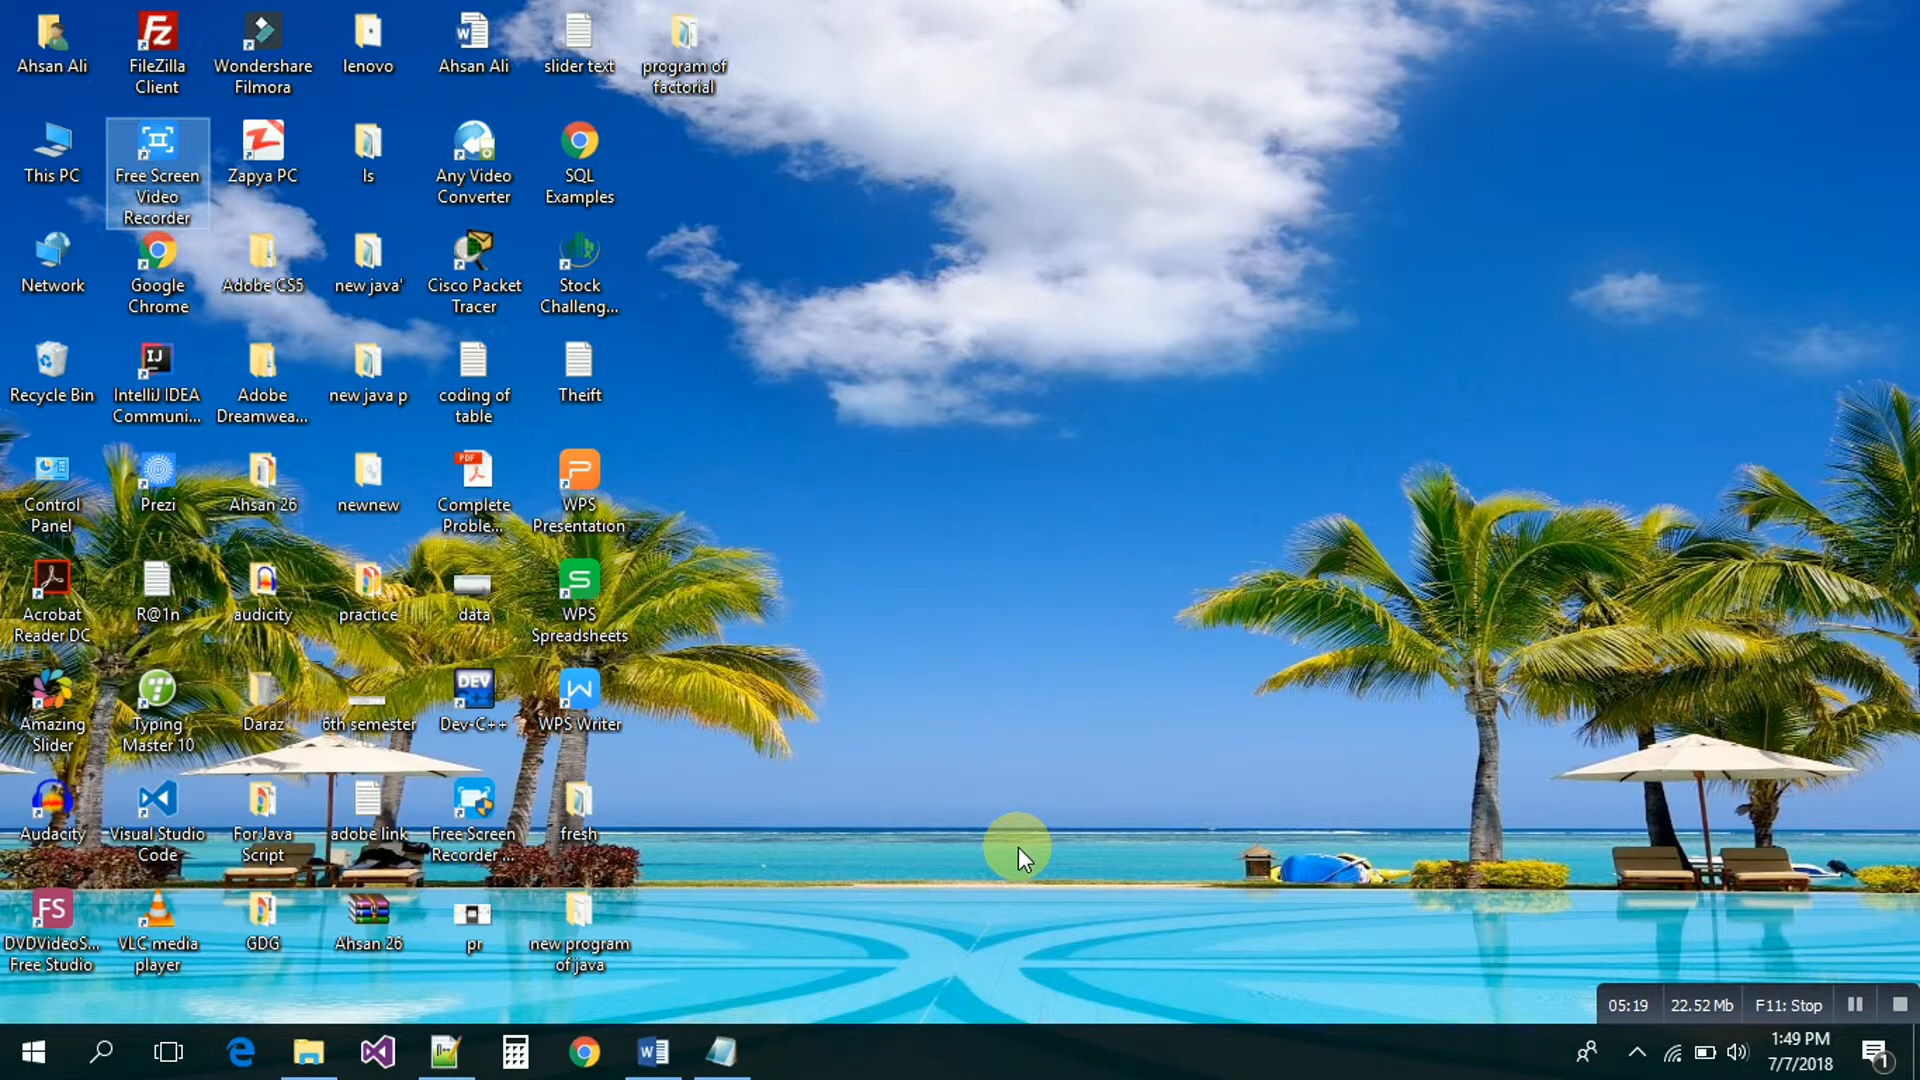 Ahsan Ali
FileZilla
Client
Wondershare
Filmora
lenovo
Ahsan Ali
slider text
program of
factorial
This PC
Free Screen
Video
Recorder
Zapya PC
Is
Any Video
Converter
SQL
Examples
Network
Google
Chrome
Adobe CS5
new java'
Cisco Packet
Tracer
Stock
Challeng...
Recycle Bin
IntelliJ IDEA
Communi...
Adobe
Dreamwea...
new java p
coding of
table
Theift
Control
Panel
Prezi
Ahsan 26
newnew
Complete
Proble...
WPS
Presentation
Acrobat
Reader DC
R@1n
audicity
practice
data
WPS
Spreadsheets
Amazing
Slider
Typing
Master 10
Daraz
6th semester
Dev-C++
WPS Writer
Audacity
Visual Studio
Code
For Java
Script
adobe link
Free Screen
Recorder ...
fresh
DVDVideoS...
Free Studio
VLC media
player
GDG
Ahsan 26
pr
new program
of java
05:19
22.52 Mb
F11: Stop
1:49 PM
7/7/2018
1